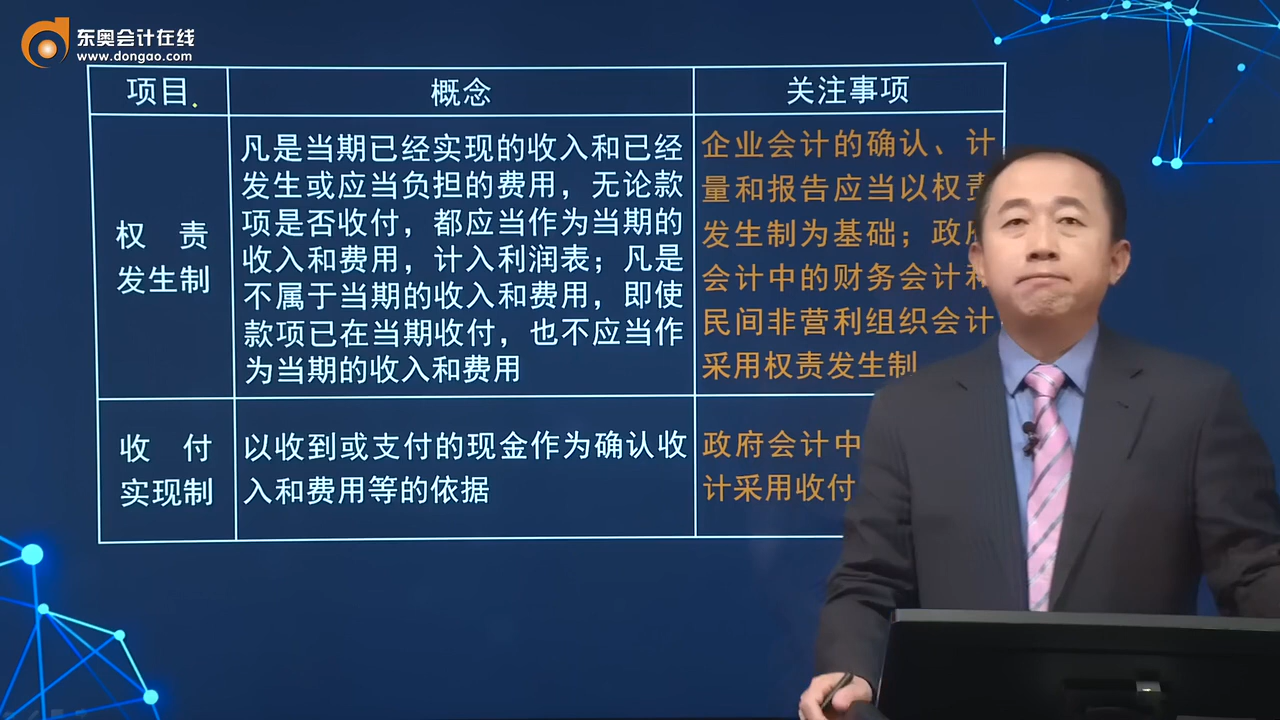 东奥会计在线
www.dongao.com
项目
概念
关注事项
权 责
发生制
凡是当期已经实现的收入和已经
发生或应当负担的费用，无论款
项是否收付，都应当作为当期的
收入和费用，计入利润表；凡是
不属于当期的收入和费用，即使
款项已在当期收付，也不应当作
为当期的收入和费用
企业会计的确认、计
量和报告应当以权责
发生制为基础；政府
会计中的财务会计和
民间非营利组织会计
采用权责发生制
收 付
实现制
以收到或支付的现金作为确认收
入和费用等的依据
政府会计中
计采用收付